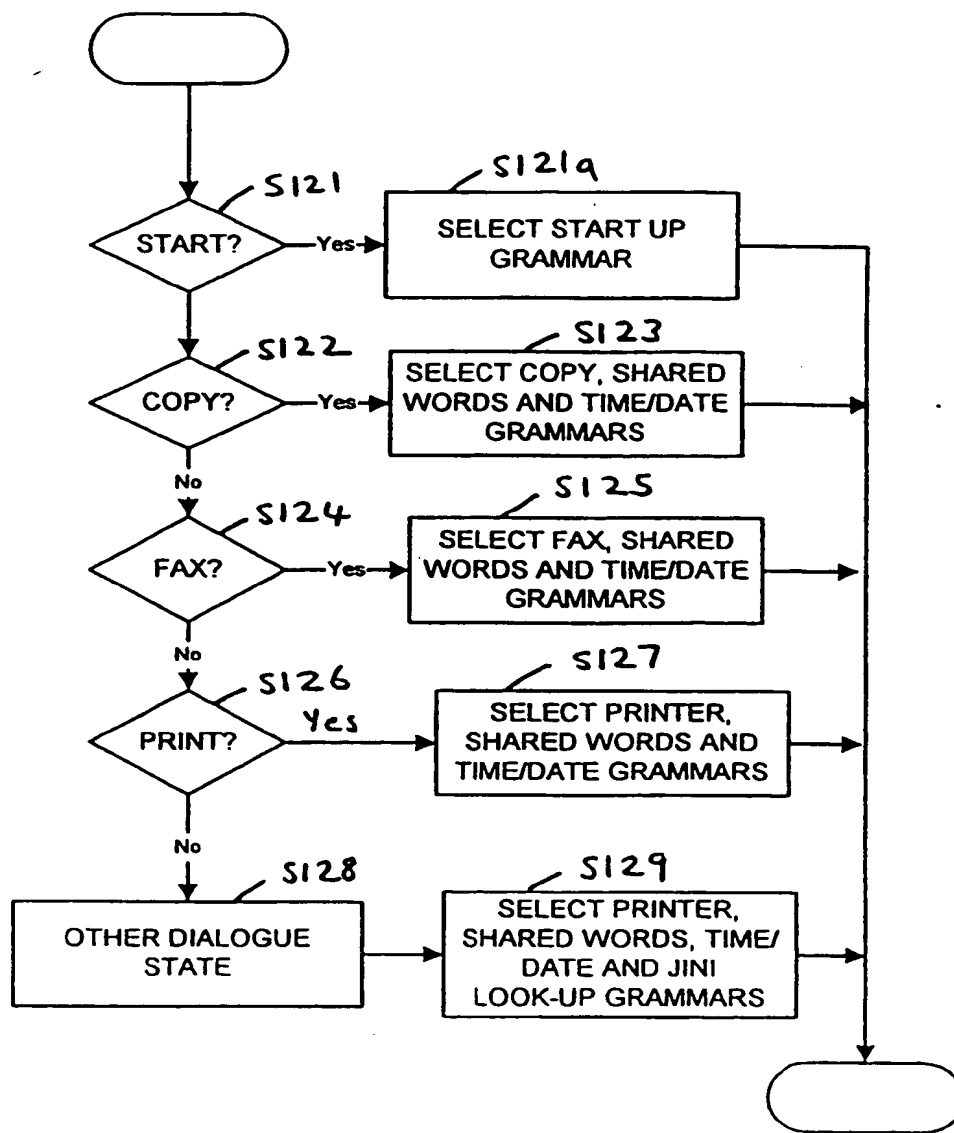 S121
START?
Yes
S121a
SELECT START UP
GRAMMAR
S122
COPY?
Yes
S123
SELECT COPY, SHARED
WORDS AND TIME/DATE
GRAMMARS
No
S124
FAX?
Yes
S125
SELECT FAX, SHARED
WORDS AND TIME/DATE
GRAMMARS
No
S126
PRINT?
Yes
S127
SELECT PRINTER,
SHARED WORDS AND
TIME/DATE GRAMMARS
No
S128
OTHER DIALOGUE
STATE
S129
SELECT PRINTER,
SHARED WORDS, TIME/
DATE AND JINI
LOOK-UP GRAMMARS